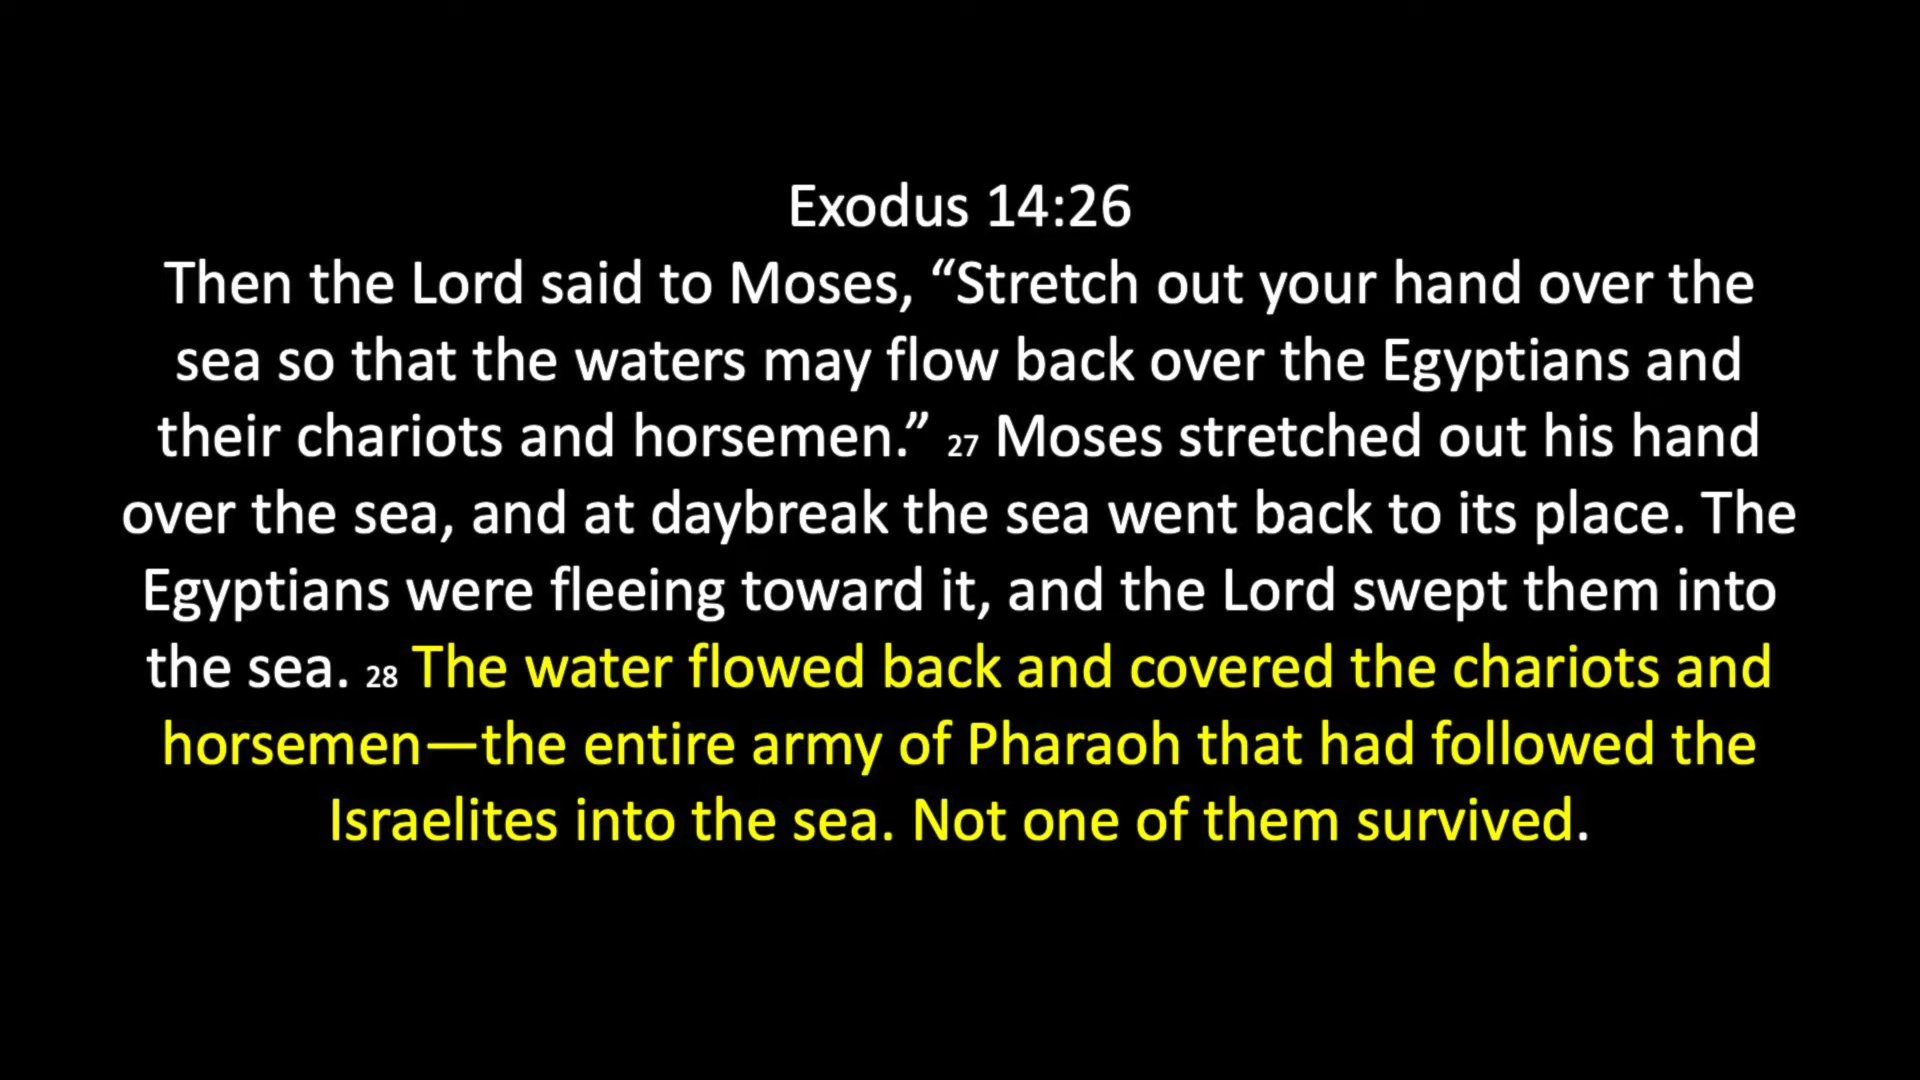 Exodus 14:26
Then the Lord said to Moses, “Stretch out your hand over the
sea so that the waters may flow back over the Egyptians and
their chariots and horsemen.” 27 Moses stretched out his hand
over the sea, and at daybreak the sea went back to its place. The
Egyptians were fleeing toward it, and the Lord swept them into
the sea. 28 The water flowed back and covered the chariots and
horsemen—the entire army of Pharaoh that had followed the
Israelites into the sea. Not one of them survived.